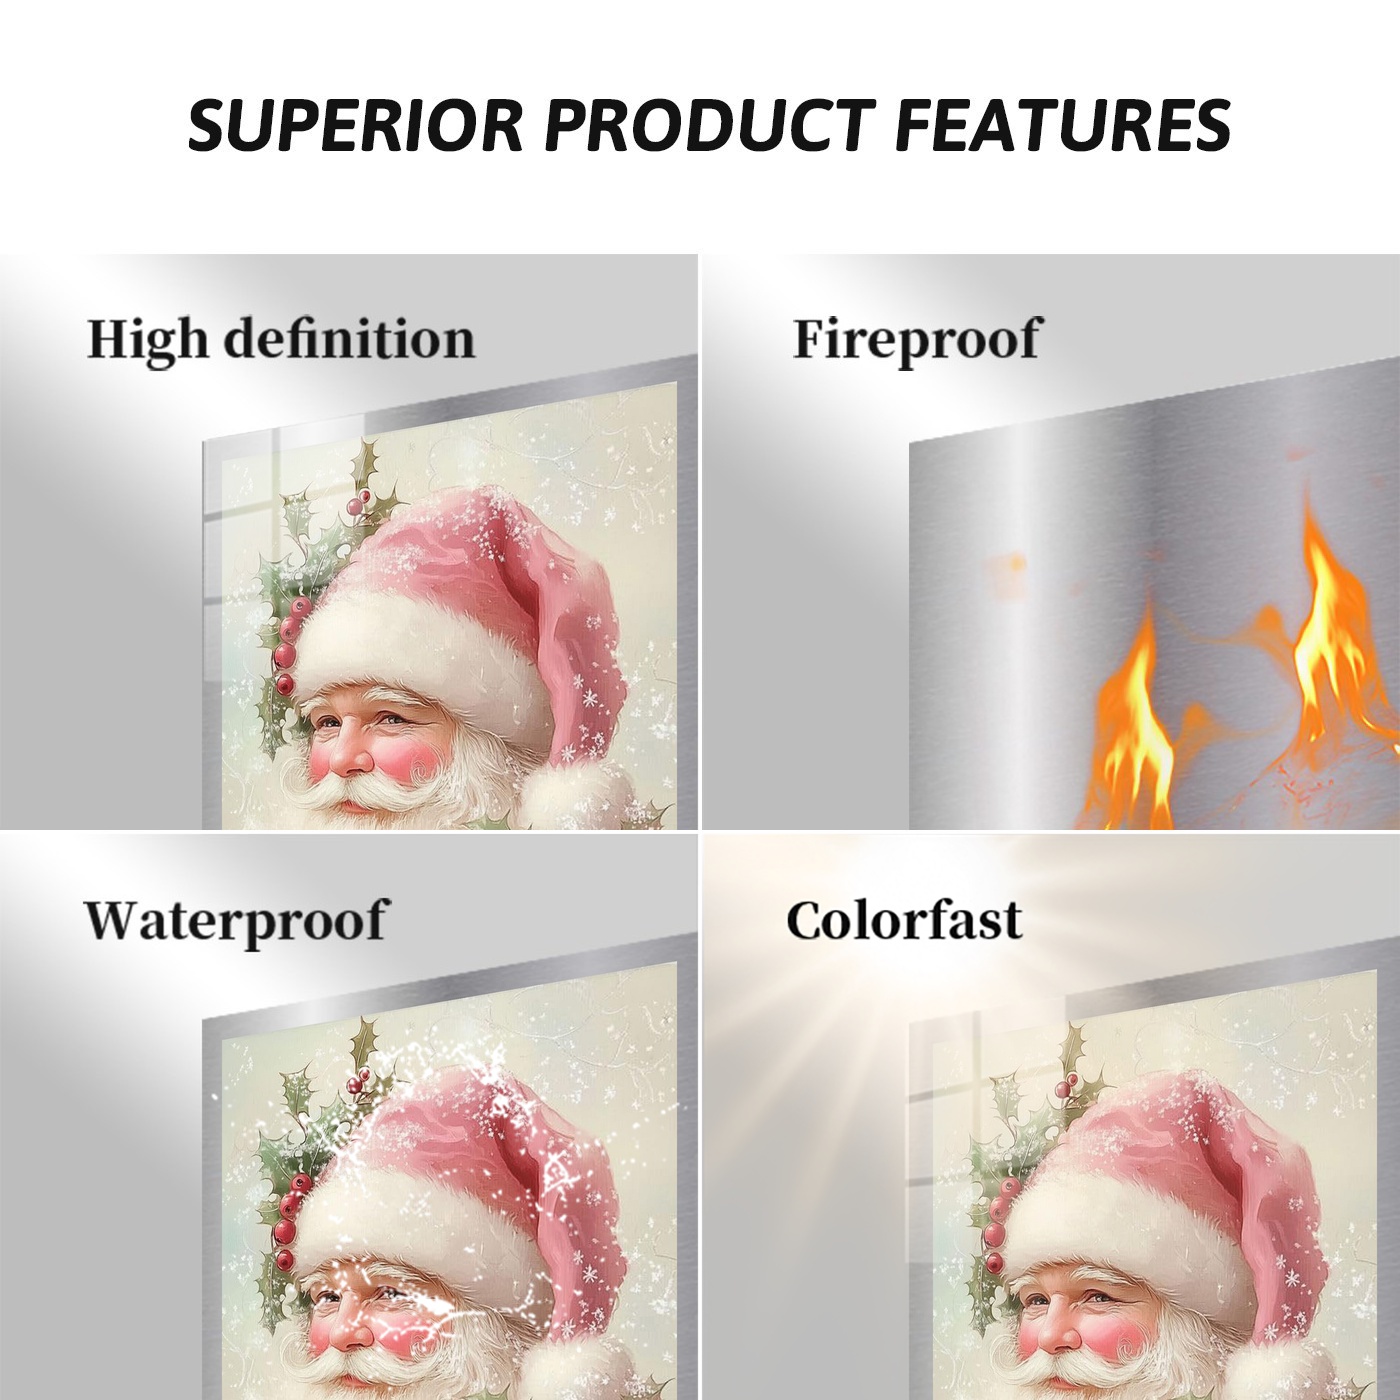 SUPERIOR PRODUCT FEATURES
High definition
Fireproof
Waterproof
Colorfast